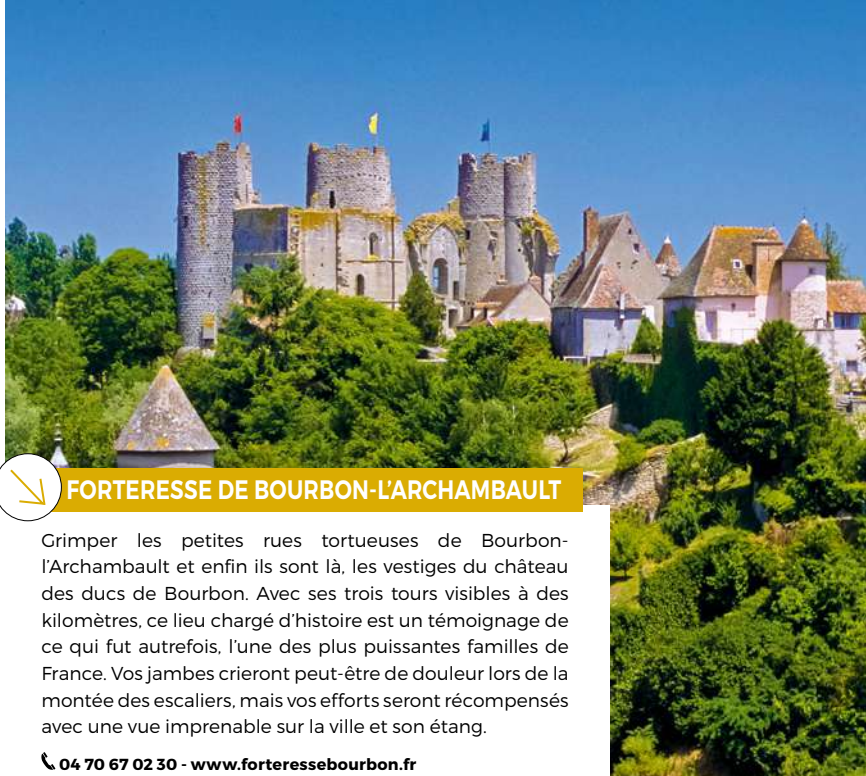 FORTERESSE DE BOURBON-L'ARCHAMBAULT
Grimper les petites rues tortueuses de Bourbon-
l'Archambault et enfin ils sont là, les vestiges du château
des ducs de Bourbon. Avec ses trois tours visibles à des
kilomètres, ce lieu chargé d'histoire est un témoignage de
ce qui fut autrefois, l'une des plus puissantes familles de
France. Vos jambes crieront peut-être de douleur lors de la
montée des escaliers, mais vos efforts seront récompensés
avec une vue imprenable sur la ville et son étang.
04 70 67 02 30 - www.forteressebourbon.fr